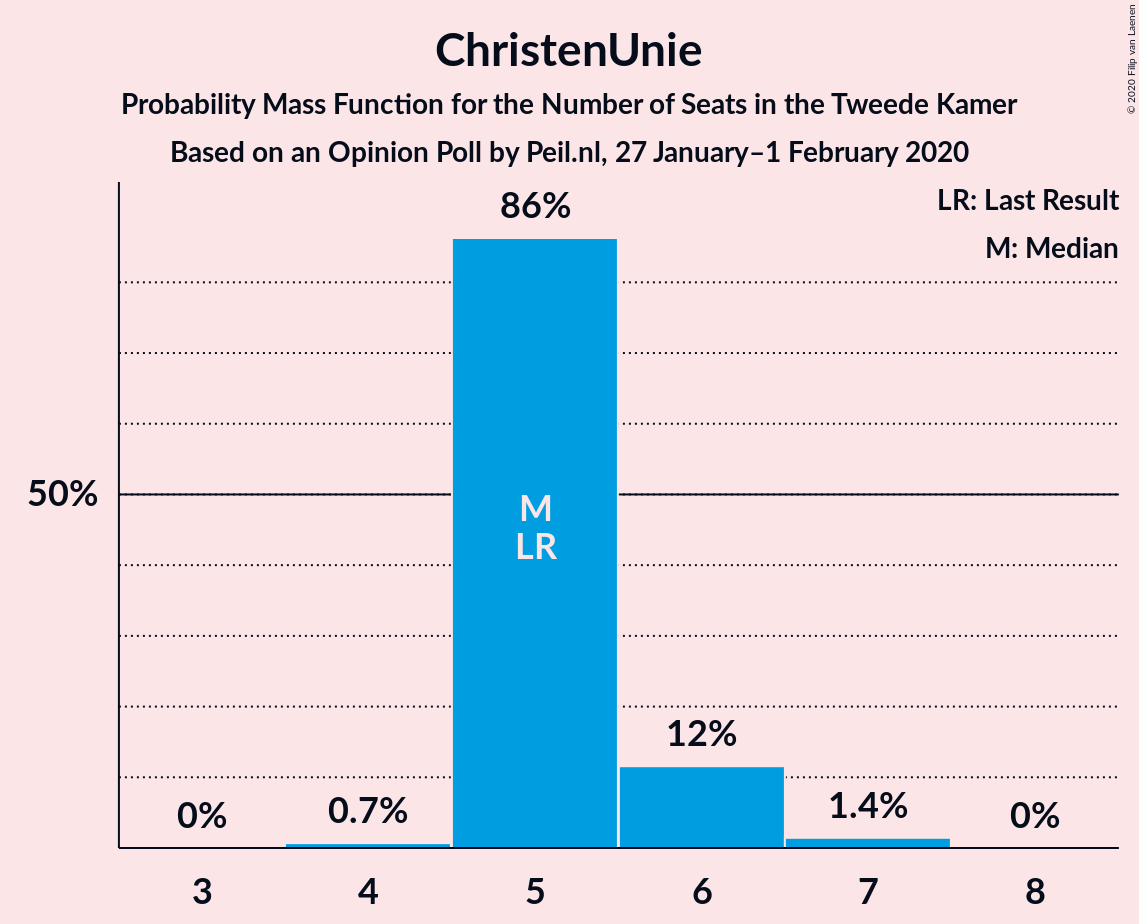 ChristenUnie
Probability Mass Function for the Number of Seats in the Tweede Kamer
Based on an Opinion Poll by Peil.nl, 27 January–1 February 2020
© 2020 Filip van Laenen
LR: Last Result
M: Median
86%
50%
M
LR
12%
0%
0.7%
1.4%
0%
3
4
5
6
7
8